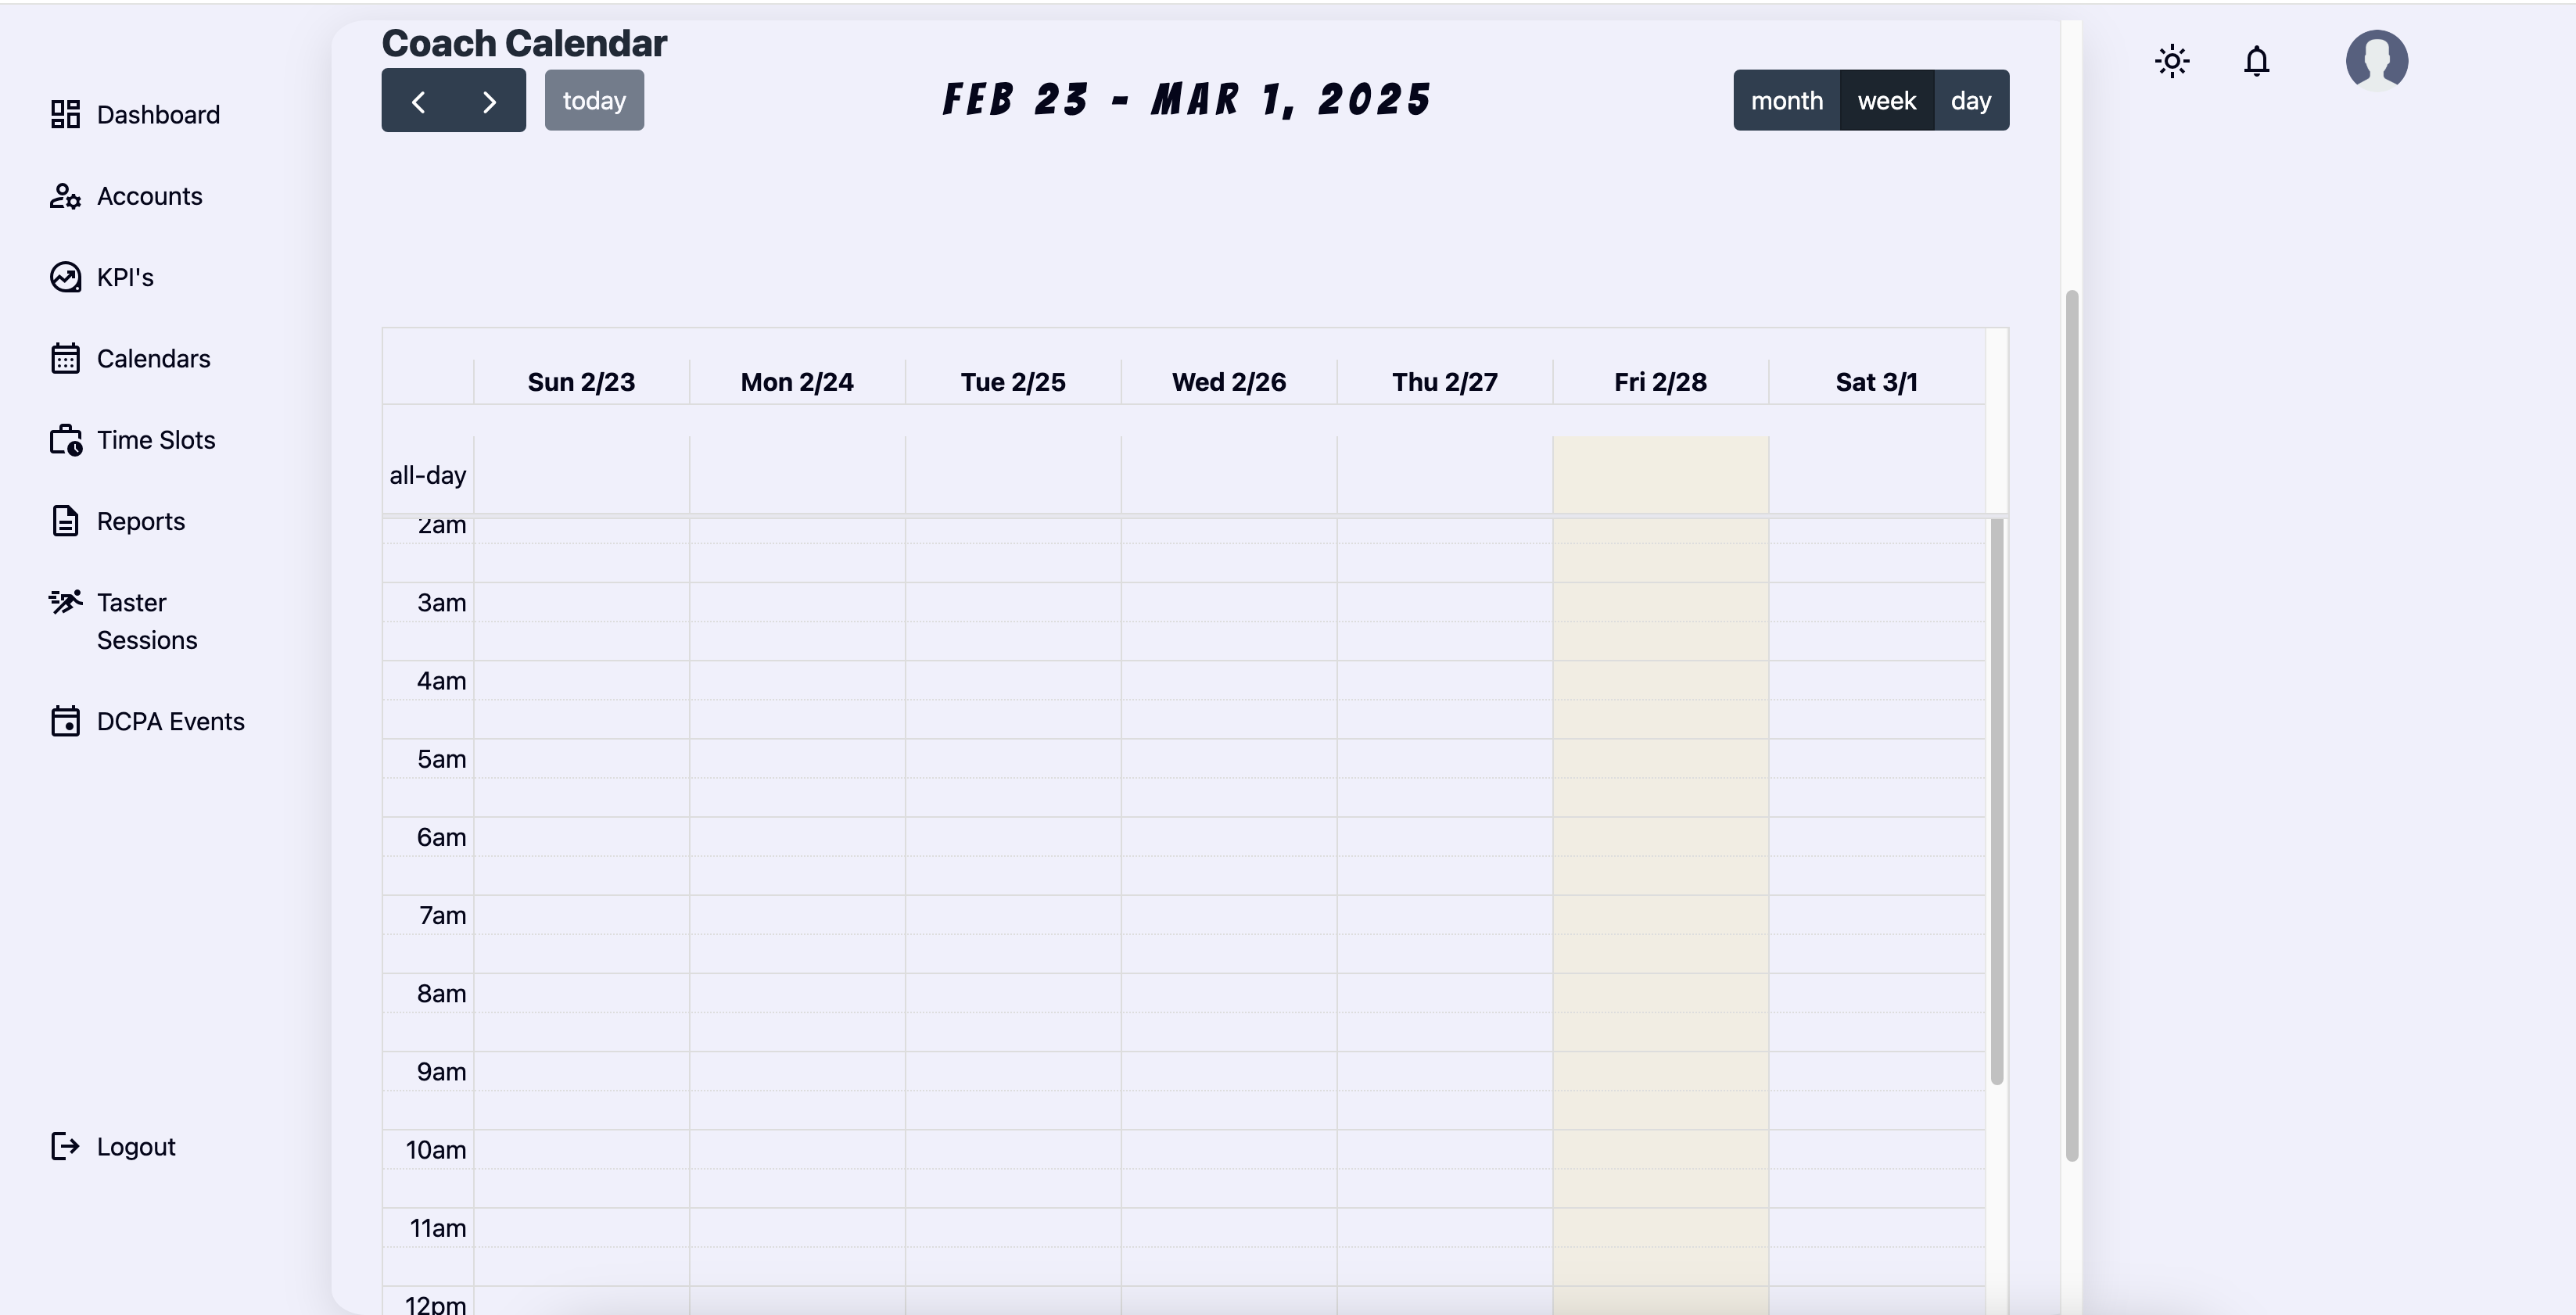 Coach Calendar
today
FEB 23 - MAR 1, 2025
month week day
Dashboard
Accounts
KPI's
Calendars
Time Slots
Reports
Taster
Sessions
DCPA Events
Logout
Sun 2/23 Mon 2/24 Tue 2/25 Wed 2/26 Thu 2/27 Fri 2/28 Sat 3/1
all-day
2am
3am
4am
5am
6am
7am
8am
9am
10am
11am
12pm